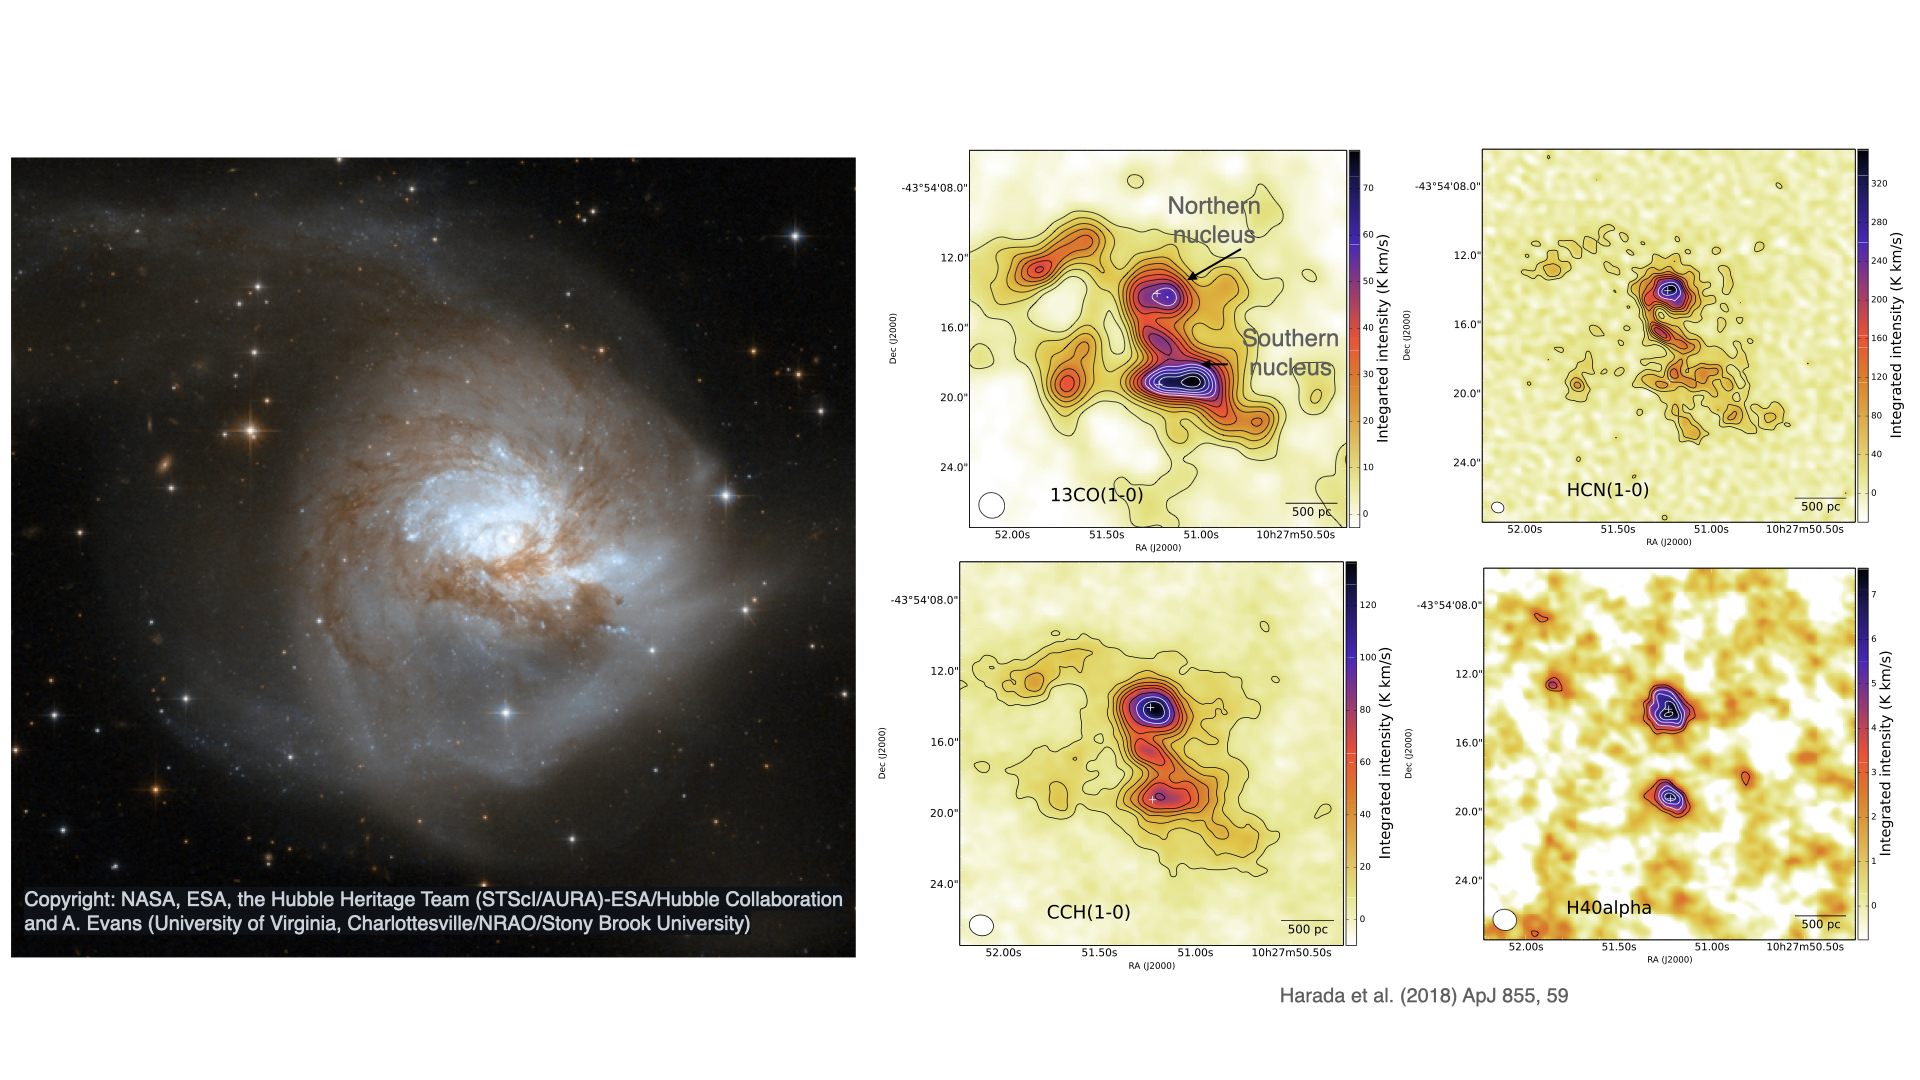 Copyright: NASA, ESA, the Hubble Heritage Team (STScI/AURA)-ESA/Hubble Collaboration
and A. Evans (University of Virginia, Charlottesville/NRAO/Stony Brook University)
-43°54'08.0"
12.0"
16.0"
20.0"
24.0"
Dec (J2000)
Northern
nucleus
Southern
nucleus
13CO(1-0)
500 pc
52.00s 51.50s 51.00s 10h27m50.50s
RA (J2000)
70
60
50
40
30
20
10
0
Integarted intensity (K km/s)
-43°54'08.0"
12.0"
16.0"
20.0"
24.0"
Dec (J2000)
HCN(1-0)
500 pc
52.00s 51.50s 51.00s 10h27m50.50s
RA (J2000)
320
280
240
200
160
120
80
40
0
Integrated intensity (K km/s)
-43°54'08.0"
12.0"
16.0"
20.0"
24.0"
Dec (J2000)
CCH(1-0)
500 pc
52.00s 51.50s 51.00s 10h27m50.50s
RA (J2000)
120
100
80
60
40
20
0
Integrated intensity (K km/s)
-43°54'08.0"
12.0"
16.0"
20.0"
24.0"
Dec (J2000)
H40alpha
500 pc
52.00s 51.50s 51.00s 10h27m50.50s
RA (J2000)
7
6
5
4
3
2
1
0
Integrated intensity (K km/s)
Harada et al. (2018) ApJ 855, 59